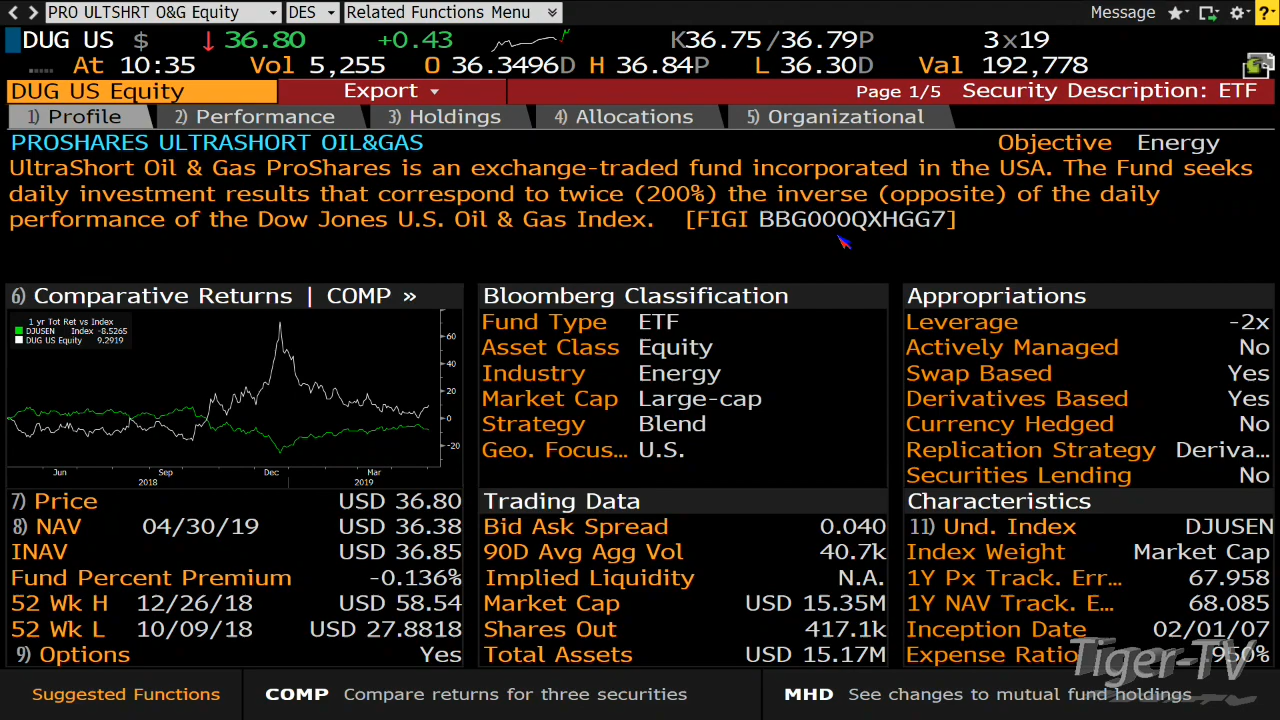 PRO ULTSHRT O&G Equity DES Related Functions Menu Message ?
DUG US $ ↓ 36.80 +0.43 K36.75 / 36.79P 3 x 19
At 10:35 Vol 5,255 O 36.3496D H 36.84P L 36.30D Val 192,778
DUG US Equity Export Page 1/5 Security Description: ETF
1) Profile 2) Performance 3) Holdings 4) Allocations 5) Organizational
PROSHARES ULTRASHORT OIL&GAS Objective Energy
UltraShort Oil & Gas ProShares is an exchange-traded fund incorporated in the USA. The Fund seeks
daily investment results that correspond to twice (200%) the inverse (opposite) of the daily
performance of the Dow Jones U.S. Oil & Gas Index. [FIGI BBG000QXHGG7]
6) Comparative Returns | COMP »
1 yr Tot Ret vs Index
DJUSEN Index -8.5265
DUG US Equity 9.2919
60
40
20
0
-20
Jun Sep Dec Mar
2018 2019
7) Price USD 36.80
8) NAV 04/30/19 USD 36.38
INAV USD 36.85
Fund Percent Premium -0.136%
52 Wk H 12/26/18 USD 58.54
52 Wk L 10/09/18 USD 27.8818
9) Options Yes
Bloomberg Classification
Fund Type ETF
Asset Class Equity
Industry Energy
Market Cap Large-cap
Strategy Blend
Geo. Focus... U.S.
Trading Data
Bid Ask Spread 0.040
90D Avg Agg Vol 40.7k
Implied Liquidity N.A.
Market Cap USD 15.35M
Shares Out 417.1k
Total Assets USD 15.17M
Appropriations
Leverage -2x
Actively Managed No
Swap Based Yes
Derivatives Based Yes
Currency Hedged No
Replication Strategy Deriva...
Securities Lending No
Characteristics
11) Und. Index DJUSEN
Index Weight Market Cap
1Y Px Track. Err... 67.958
1Y NAV Track. E... 68.085
Inception Date 02/01/07
Expense Ratio
Tiger-TV
Suggested Functions COMP Compare returns for three securities MHD See changes to mutual fund holdings